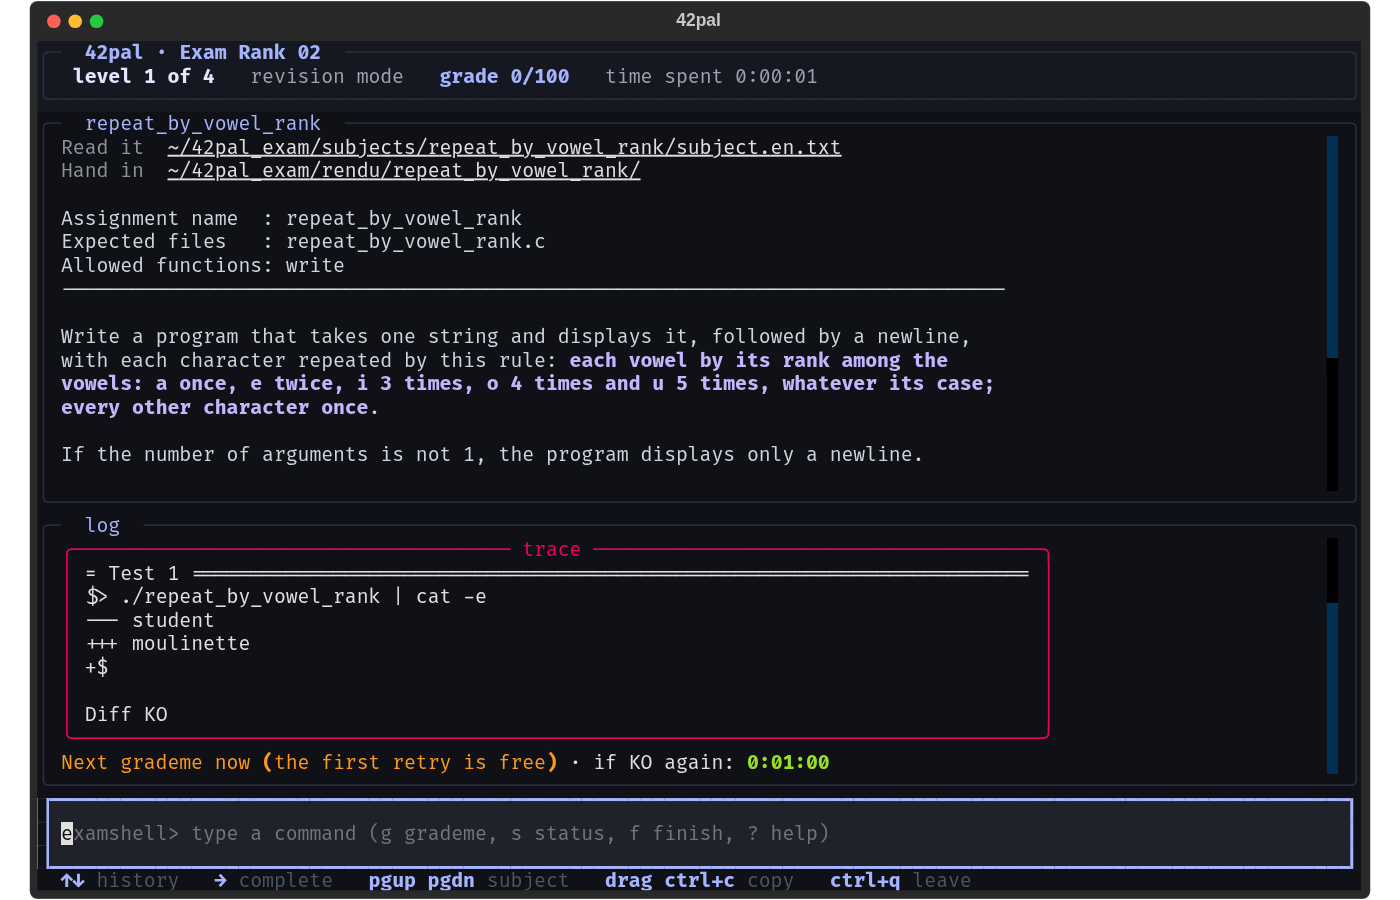 42pal
42pal · Exam Rank 02
level 1 of 4   revision mode   grade 0/100   time spent 0:00:01
repeat_by_vowel_rank
Read it  ~/42pal_exam/subjects/repeat_by_vowel_rank/subject.en.txt
Hand in  ~/42pal_exam/rendu/repeat_by_vowel_rank/
Assignment name  : repeat_by_vowel_rank
Expected files   : repeat_by_vowel_rank.c
Allowed functions: write
Write a program that takes one string and displays it, followed by a newline,
with each character repeated by this rule: each vowel by its rank among the
vowels: a once, e twice, i 3 times, o 4 times and u 5 times, whatever its case;
every other character once.
If the number of arguments is not 1, the program displays only a newline.
log
trace
= Test 1 =======================================================================
$> ./repeat_by_vowel_rank | cat -e
--- student
+++ moulinette
+$
Diff KO
Next grademe now (the first retry is free) · if KO again: 0:01:00
examshell> type a command (g grademe, s status, f finish, ? help)
↑↓ history   → complete   pgup pgdn subject   drag ctrl+c copy   ctrl+q leave